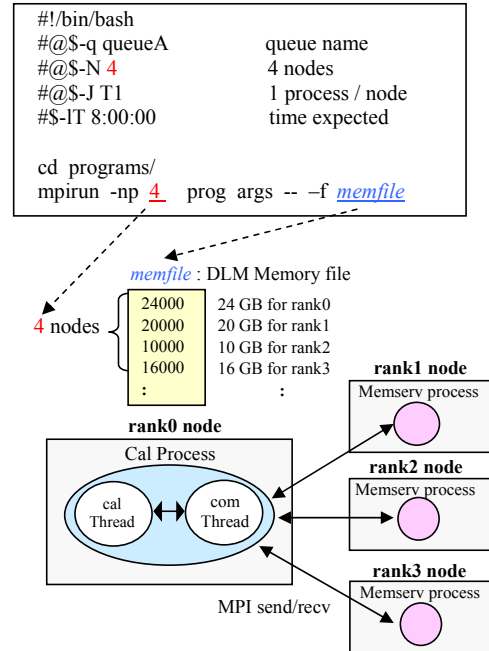 #!/bin/bash
#@$-q queueA queue name
#@$-N 4 4 nodes
#@$-J T1 1 process / node
#$-lT 8:00:00 time expected
cd programs/
mpirun -np 4 prog args -- –f memfile
memfile : DLM Memory file
4 nodes
24000 24 GB for rank0
20000 20 GB for rank1
10000 10 GB for rank2
16000 16 GB for rank3
: :
rank0 node
Cal Process
cal Thread
com Thread
rank1 node
Memserv process
rank2 node
Memserv process
rank3 node
Memserv process
MPI send/recv